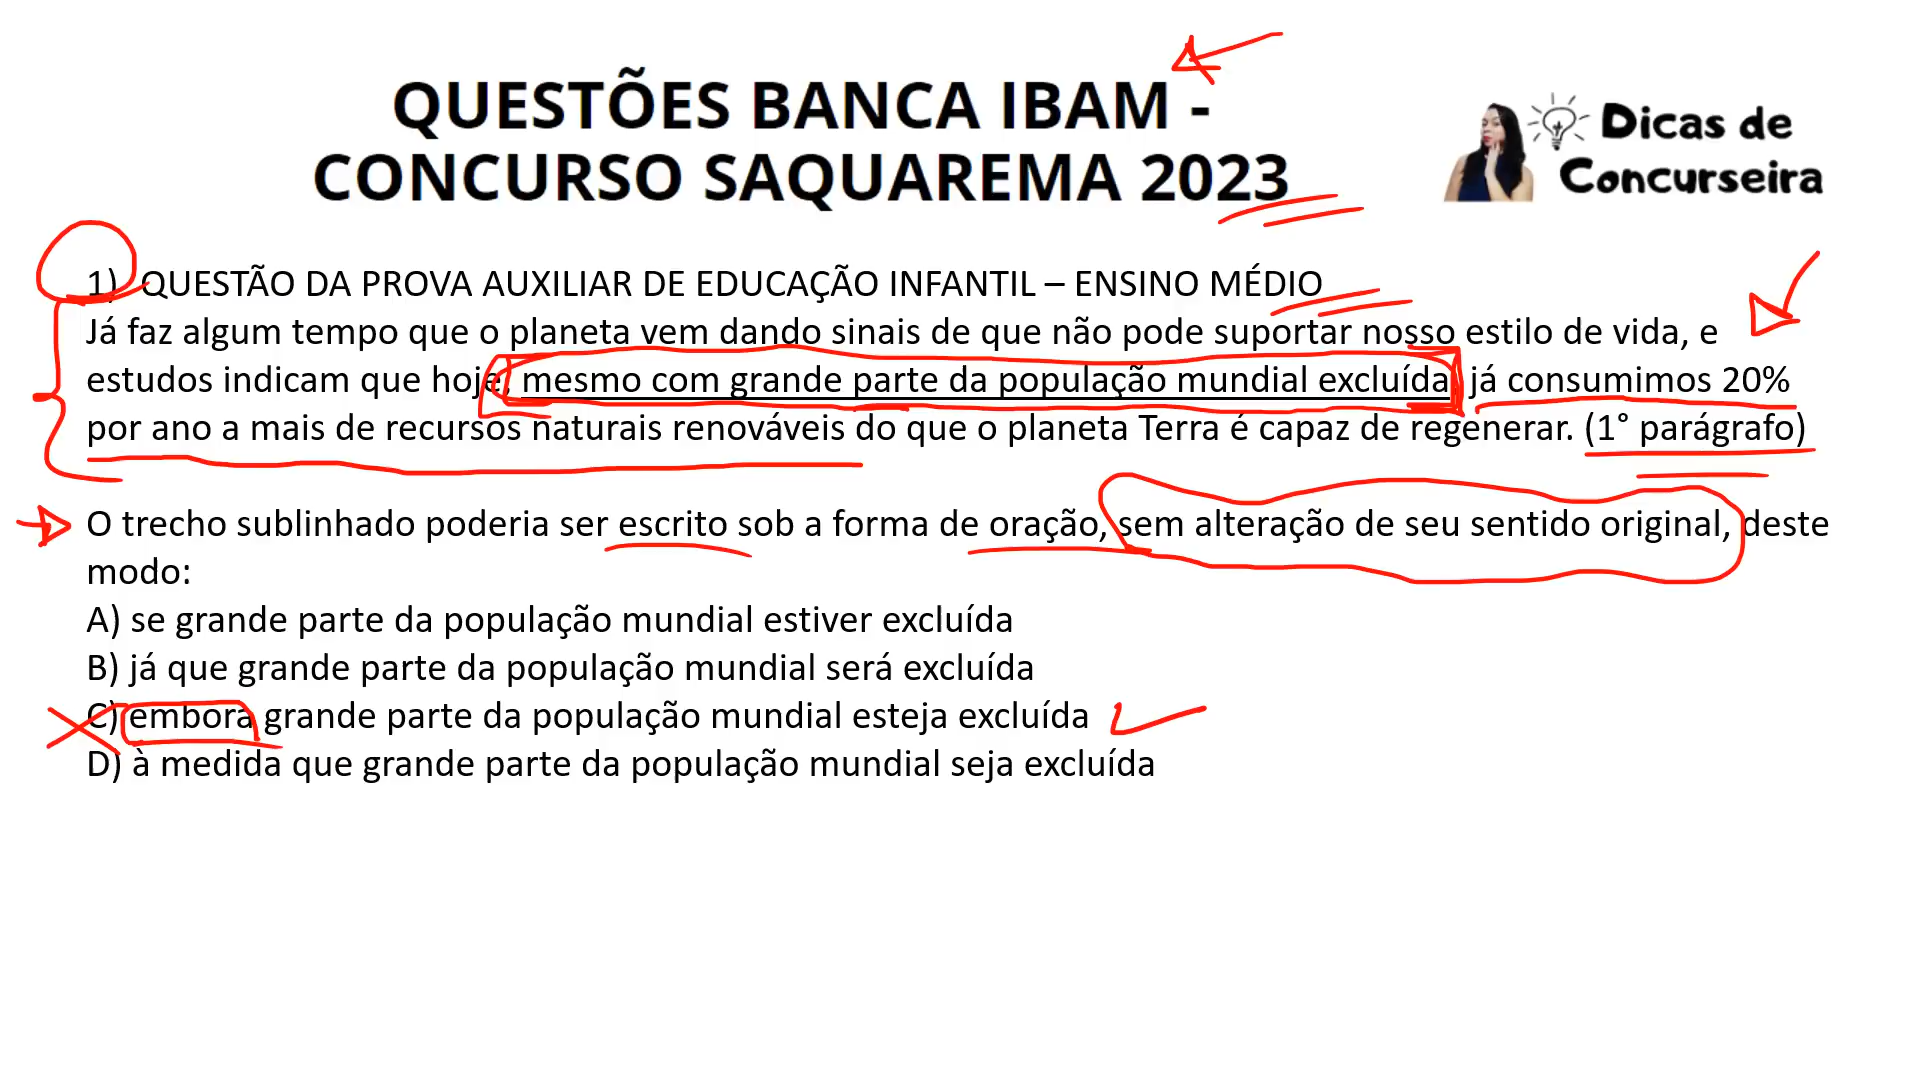 QUESTÕES BANCA IBAM -
CONCURSO SAQUAREMA 2023
Dicas de
Concurseira
1) QUESTÃO DA PROVA AUXILIAR DE EDUCAÇÃO INFANTIL – ENSINO MÉDIO
Já faz algum tempo que o planeta vem dando sinais de que não pode suportar nosso estilo de vida, e
estudos indicam que hoje, mesmo com grande parte da população mundial excluída, já consumimos 20%
por ano a mais de recursos naturais renováveis do que o planeta Terra é capaz de regenerar. (1° parágrafo)
O trecho sublinhado poderia ser escrito sob a forma de oração, sem alteração de seu sentido original, deste
modo:
A) se grande parte da população mundial estiver excluída
B) já que grande parte da população mundial será excluída
C) embora grande parte da população mundial esteja excluída
D) à medida que grande parte da população mundial seja excluída